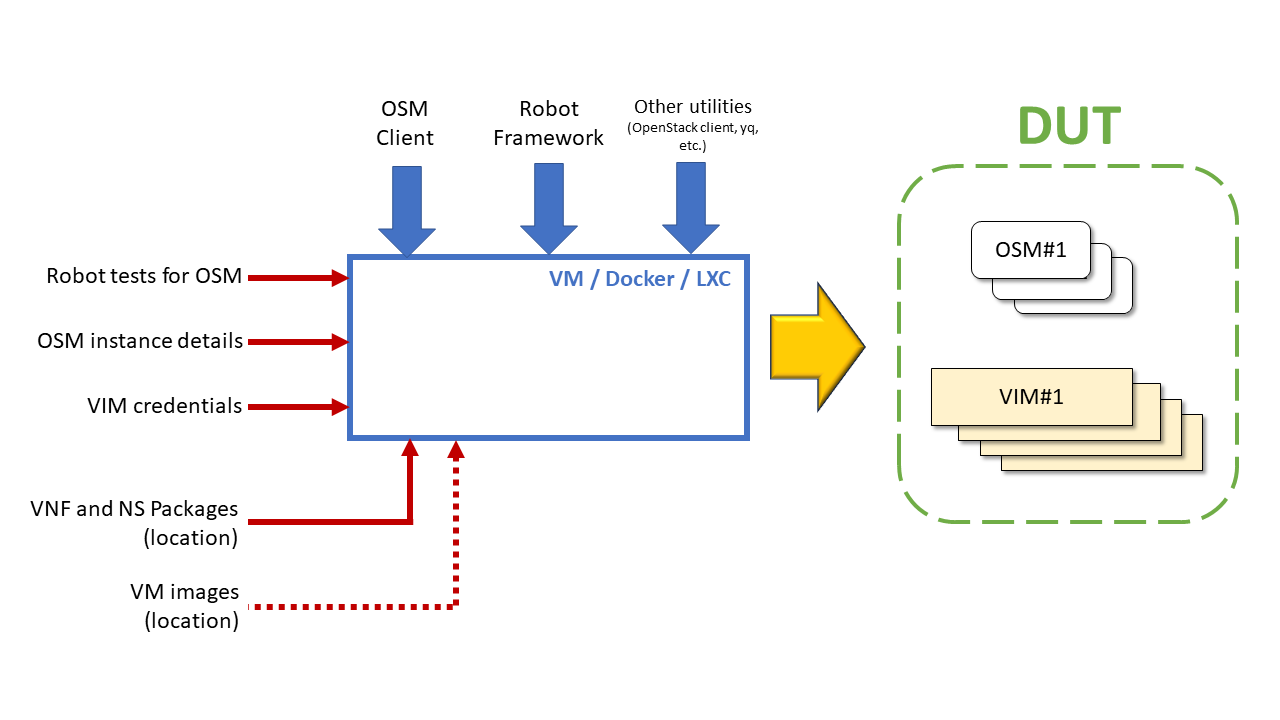 OSM
Client
Robot
Framework
Other utilities
(OpenStack client, yq,
etc.)
DUT
VM / Docker / LXC
Robot tests for OSM
OSM instance details
VIM credentials
VNF and NS Packages
(location)
VM images
(location)
OSM#1
VIM#1